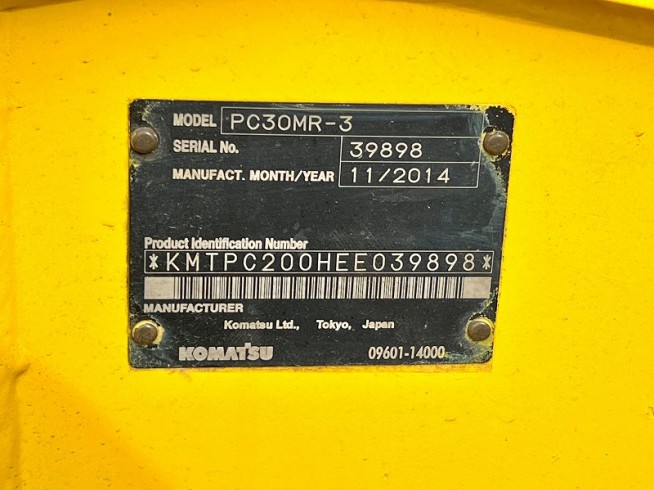 MODEL PC30MR-3
SERIAL No. 39898
MANUFACT. MONTH/YEAR 11/2014
Product Identification Number
*KMTPC200HEE039898*
MANUFACTURER
Komatsu Ltd., Tokyo, Japan
KOMATSU 09601-14000